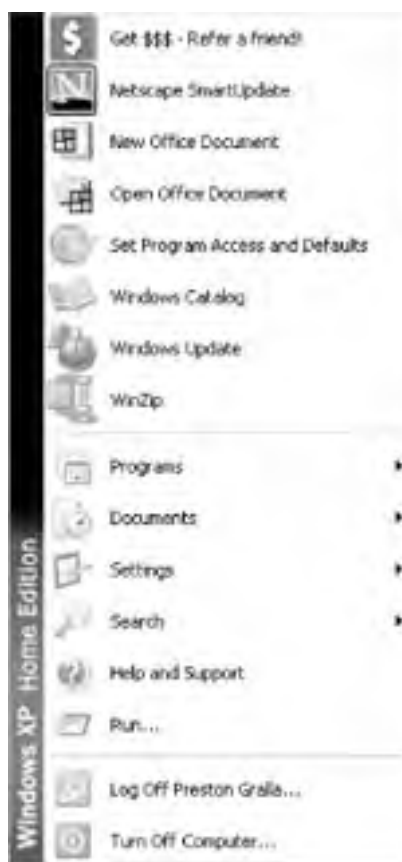 Get $$$ - Refer a friend!
Netscape SmartUpdate
New Office Document
Open Office Document
Set Program Access and Defaults
Windows Catalog
Windows Update
WinZip
Programs
Documents
Settings
Search
Help and Support
Run...
Log Off Preston Gralla...
Turn Off Computer...
Windows XP Home Edition